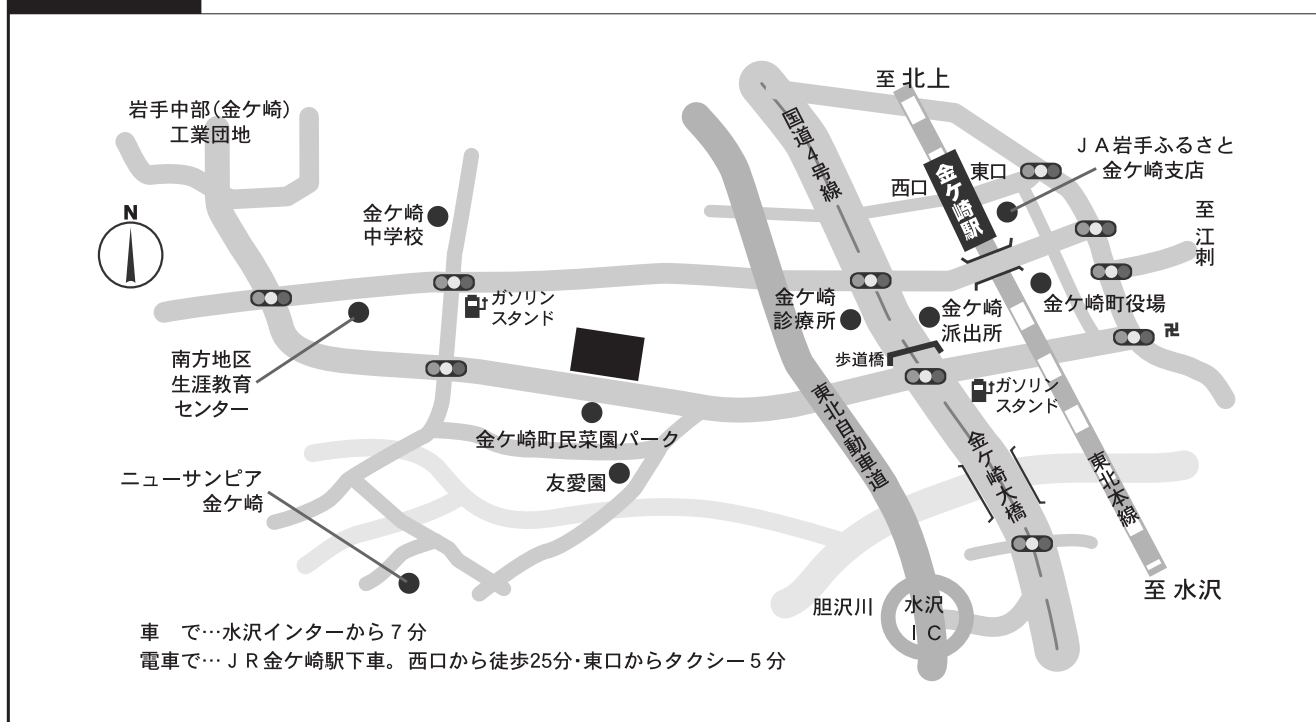 至 北上
岩手中部(金ケ崎)
工業団地
国道4号線
JA岩手ふるさと
金ケ崎支店
東口
西口
金ケ崎駅
至 江刺
N
金ケ崎
中学校
ガソリン
スタンド
金ケ崎
診療所
金ケ崎
派出所
金ケ崎町役場
卍
歩道橋
南方地区
生涯教育
センター
ガソリン
スタンド
東北自動車道
金ケ崎町民菜園パーク
友愛園
金ケ崎大橋
東北本線
ニューサンピア
金ケ崎
至 水沢
胆沢川
水沢
IC
車 で…水沢インターから7分
電車で…JR金ケ崎駅下車。西口から徒歩25分・東口からタクシー5分